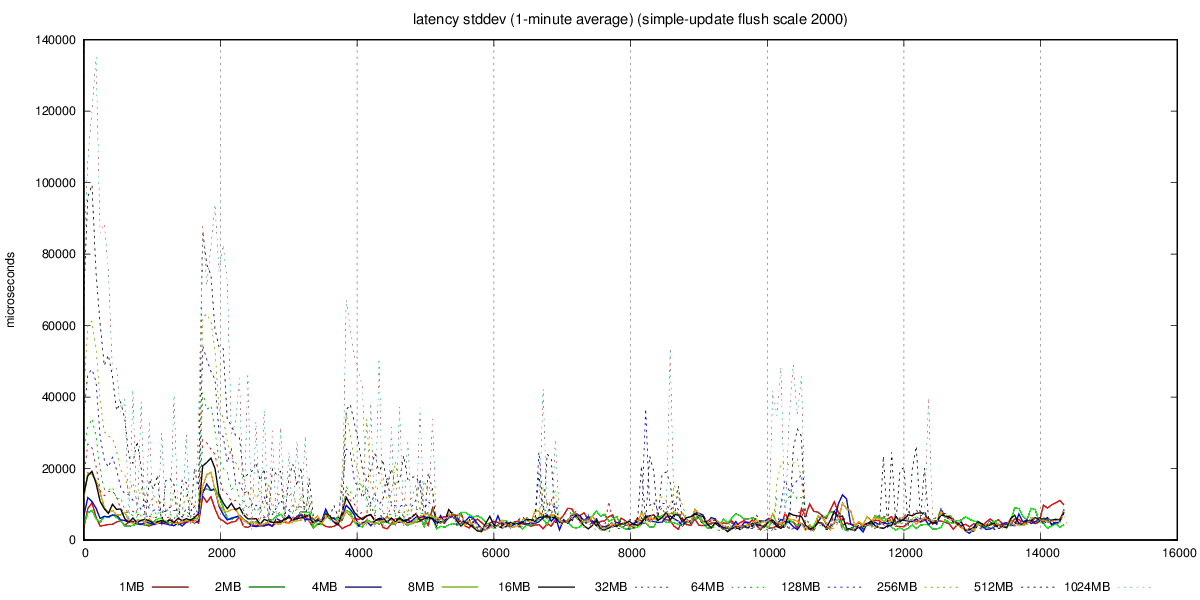 latency stddev (1-minute average) (simple-update flush scale 2000)
140000
120000
100000
80000
60000
40000
20000
0
microseconds
0 2000 4000 6000 8000 10000 12000 14000 16000
1MB 2MB 4MB 8MB 16MB 32MB 64MB 128MB 256MB 512MB 1024MB